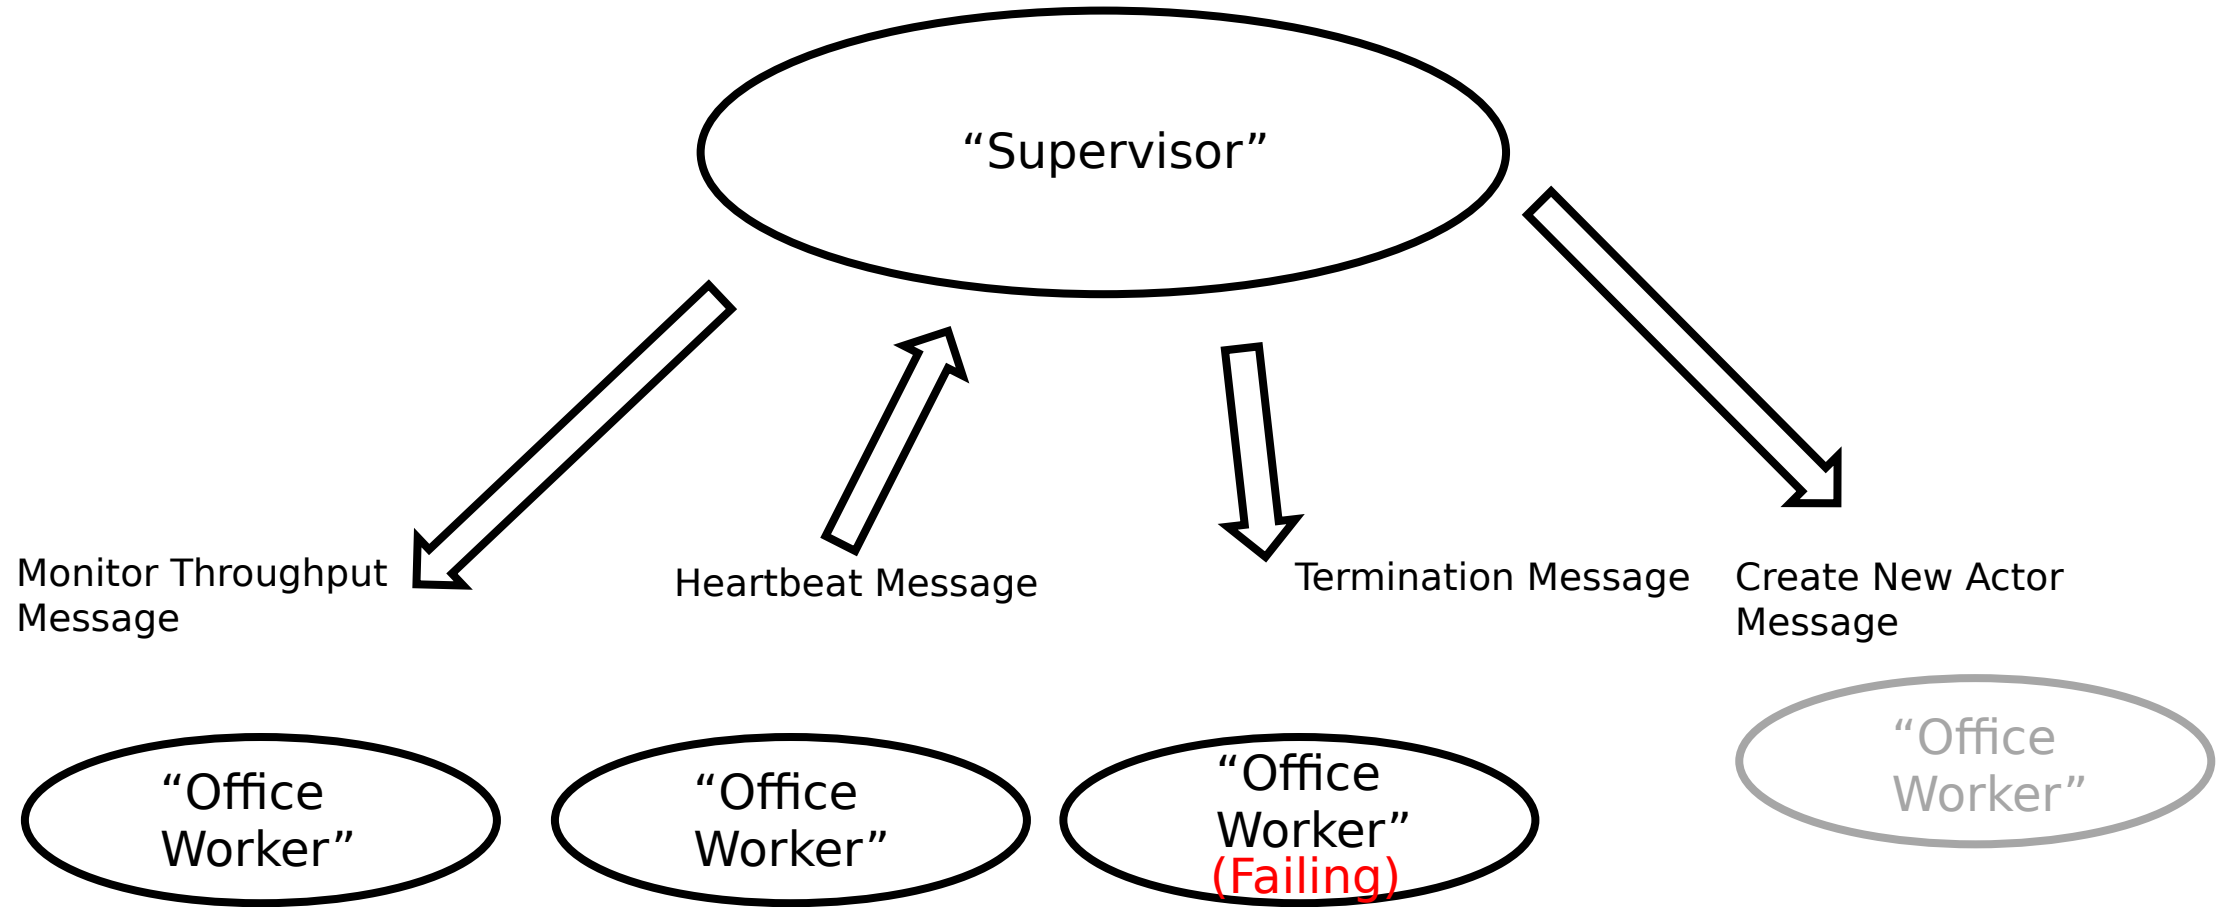 “Supervisor”
Monitor Throughput
Message
Heartbeat Message
Termination Message
Create New Actor
Message
“Office
Worker”
“Office
Worker”
“Office
Worker”
(Failing)
“Office
Worker”